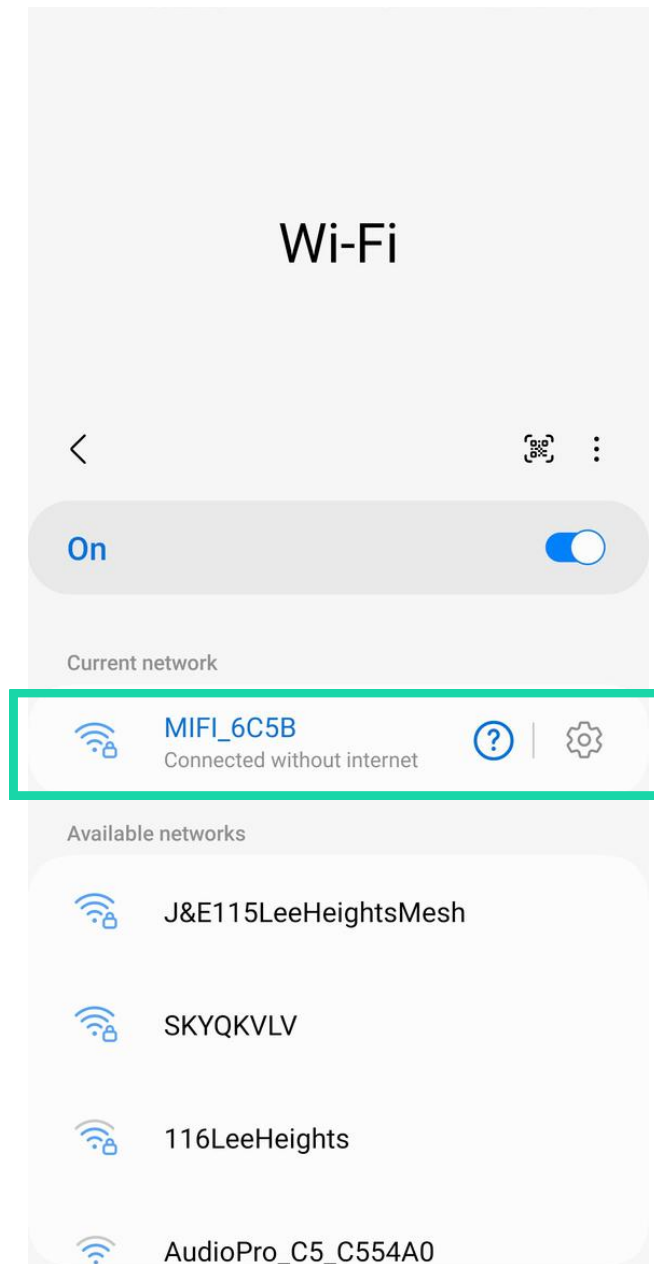 Wi-Fi
On
Current network
MIFI_6C5B
Connected without internet
Available networks
J&E115LeeHeightsMesh
SKYQKVLV
116LeeHeights
AudioPro_C5_C554A0